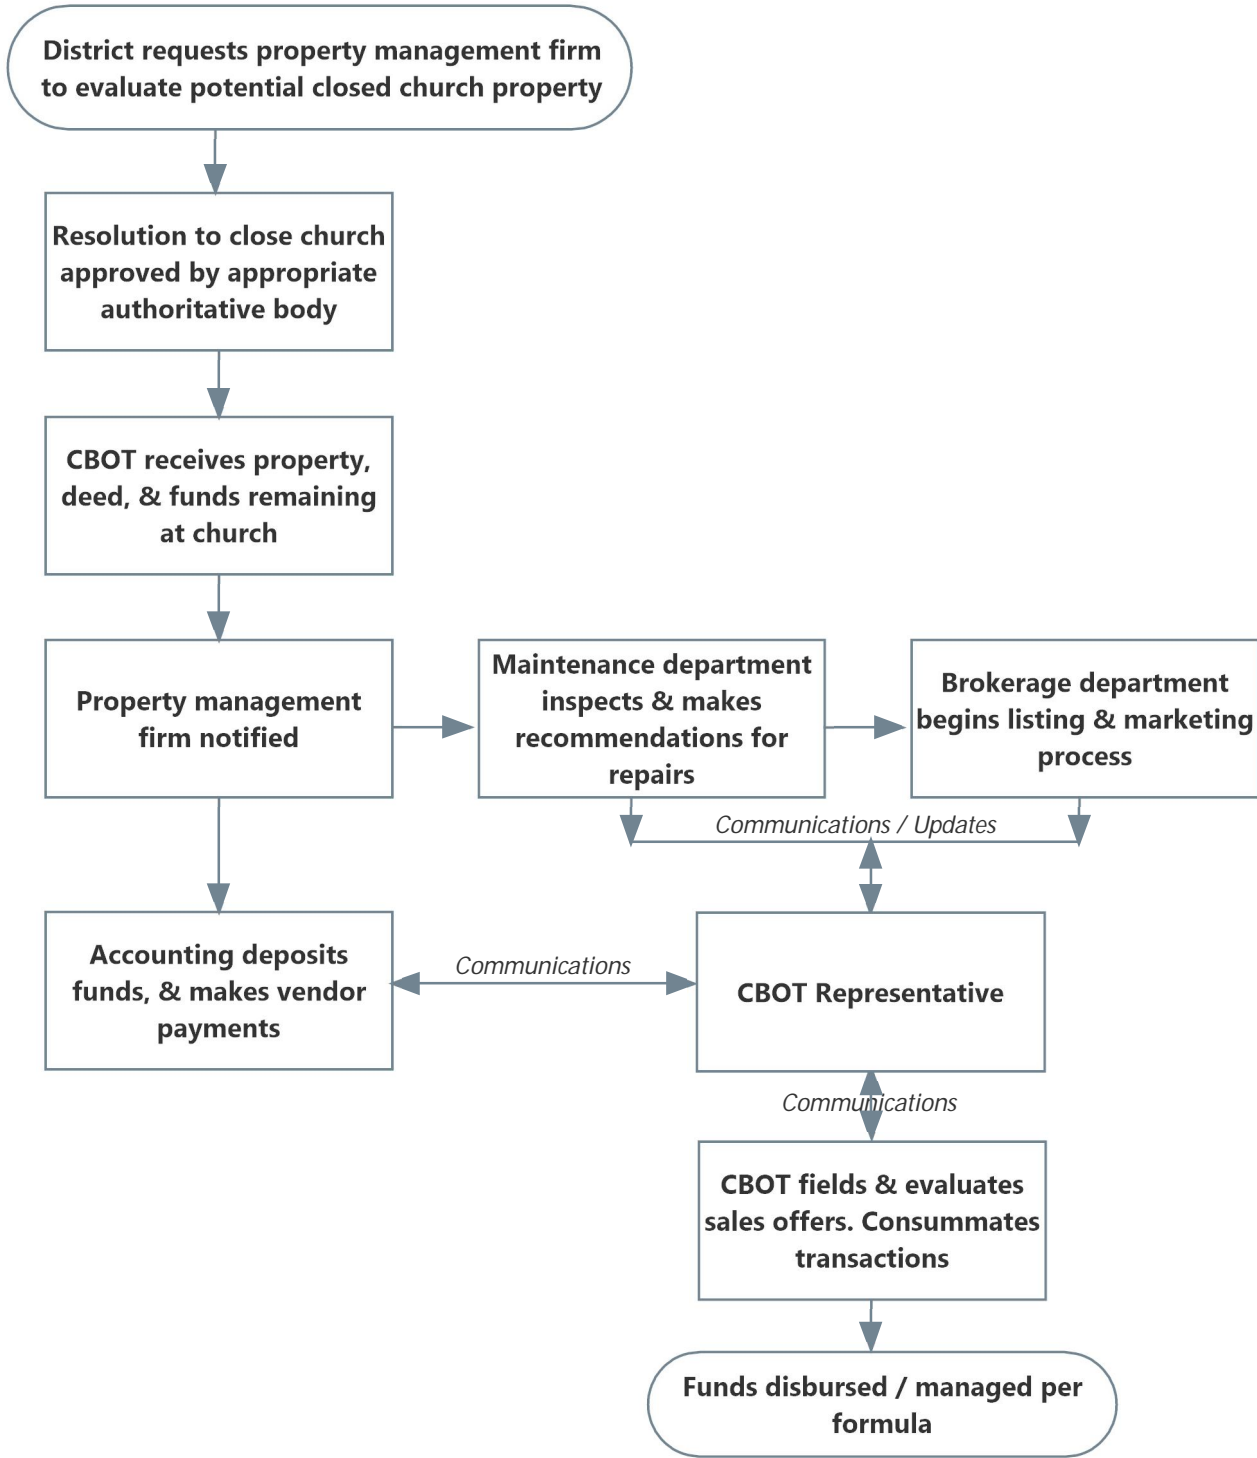 District requests property management firm
to evaluate potential closed church property
Resolution to close church
approved by appropriate
authoritative body
CBOT receives property,
deed, & funds remaining
at church
Property management
firm notified
Maintenance department
inspects & makes
recommendations for
repairs
Brokerage department
begins listing & marketing
process
Communications / Updates
Accounting deposits
funds, & makes vendor
payments
Communications
CBOT Representative
Communications
CBOT fields & evaluates
sales offers. Consummates
transactions
Funds disbursed / managed per
formula